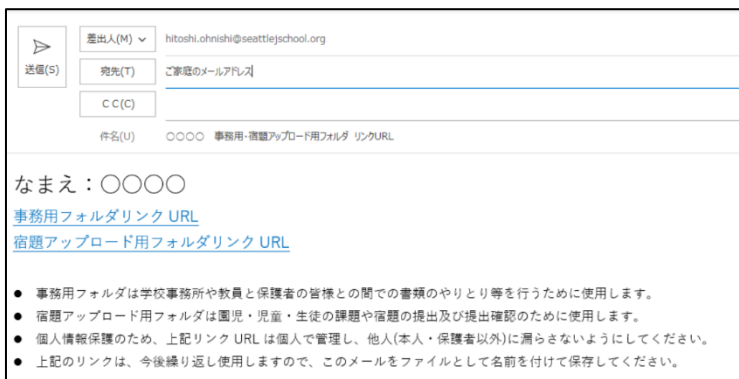 差出人(M)
hitoshi.ohnishi@seattlejschool.org
送信(S)
宛先(T)
ご家庭のメールアドレス
CC(C)
件名(U)
〇〇〇〇 事務用・宿題アップロード用フォルダ リンクURL
なまえ：〇〇〇〇
事務用フォルダリンク URL
宿題アップロード用フォルダリンク URL
● 事務用フォルダは学校事務所や教員と保護者の皆様との間での書類のやりとり等を行うために使用します。
● 宿題アップロード用フォルダは園児・児童・生徒の課題や宿題の提出及び提出確認のために使用します。
● 個人情報保護のため、上記リンク URL は個人で管理し、他人(本人・保護者以外)に漏らさないようにしてください。
● 上記のリンクは、今後繰り返し使用しますので、このメールをファイルとして名前を付けて保存してください。